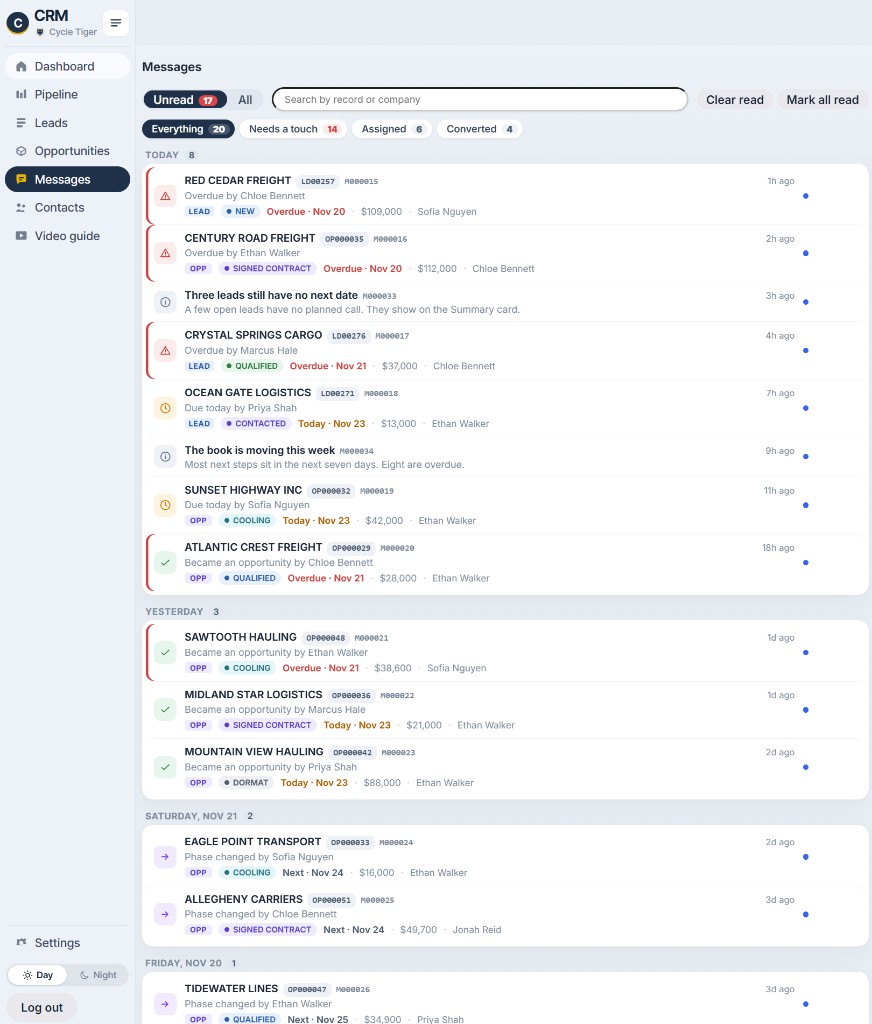 C CRM
Cycle Tiger
Dashboard
Pipeline
Leads
Opportunities
Messages
Contacts
Video guide
Settings
Day Night
Log out
Messages
Unread 17 All Search by record or company Clear read Mark all read
Everything 20 Needs a touch 14 Assigned 6 Converted 4
TODAY 8
RED CEDAR FREIGHT LD00257 M000015 1h ago
Overdue by Chloe Bennett
LEAD NEW Overdue · Nov 20 · $109,000 · Sofia Nguyen
CENTURY ROAD FREIGHT OP000035 M000016 2h ago
Overdue by Ethan Walker
OPP SIGNED CONTRACT Overdue · Nov 20 · $112,000 · Chloe Bennett
Three leads still have no next date M000033 3h ago
A few open leads have no planned call. They show on the Summary card.
CRYSTAL SPRINGS CARGO LD00276 M000017 4h ago
Overdue by Marcus Hale
LEAD QUALIFIED Overdue · Nov 21 · $37,000 · Chloe Bennett
OCEAN GATE LOGISTICS LD00271 M000018 7h ago
Due today by Priya Shah
LEAD CONTACTED Today · Nov 23 · $13,000 · Ethan Walker
The book is moving this week M000034 9h ago
Most next steps sit in the next seven days. Eight are overdue.
SUNSET HIGHWAY INC OP000032 M000019 11h ago
Due today by Sofia Nguyen
OPP COOLING Today · Nov 23 · $42,000 · Ethan Walker
ATLANTIC CREST FREIGHT OP000029 M000020 18h ago
Became an opportunity by Chloe Bennett
OPP QUALIFIED Overdue · Nov 21 · $28,000 · Ethan Walker
YESTERDAY 3
SAWTOOTH HAULING OP000048 M000021 1d ago
Became an opportunity by Ethan Walker
OPP COOLING Overdue · Nov 21 · $38,600 · Sofia Nguyen
MIDLAND STAR LOGISTICS OP000036 M000022 1d ago
Became an opportunity by Marcus Hale
OPP SIGNED CONTRACT Today · Nov 23 · $21,000 · Ethan Walker
MOUNTAIN VIEW HAULING OP000042 M000023 2d ago
Became an opportunity by Priya Shah
OPP DORMAT Today · Nov 23 · $88,000 · Ethan Walker
SATURDAY, NOV 21 2
EAGLE POINT TRANSPORT OP000033 M000024 2d ago
Phase changed by Sofia Nguyen
OPP COOLING Next · Nov 24 · $16,000 · Ethan Walker
ALLEGHENY CARRIERS OP000051 M000025 3d ago
Phase changed by Chloe Bennett
OPP SIGNED CONTRACT Next · Nov 24 · $49,700 · Jonah Reid
FRIDAY, NOV 20 1
TIDEWATER LINES OP000047 M000026 3d ago
Phase changed by Ethan Walker
OPP QUALIFIED Next · Nov 25 · $34,900 · Priya Shah